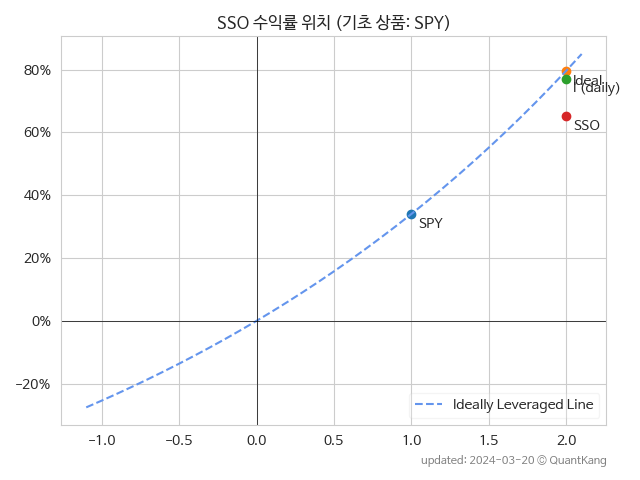 SSO 수익률 위치 (기초 상품: SPY)
80%
60%
40%
20%
0%
−20%
Ideal
l (daily)
SSO
SPY
Ideally Leveraged Line
−1.0 −0.5 0.0 0.5 1.0 1.5 2.0
updated: 2024-03-20 © QuantKang